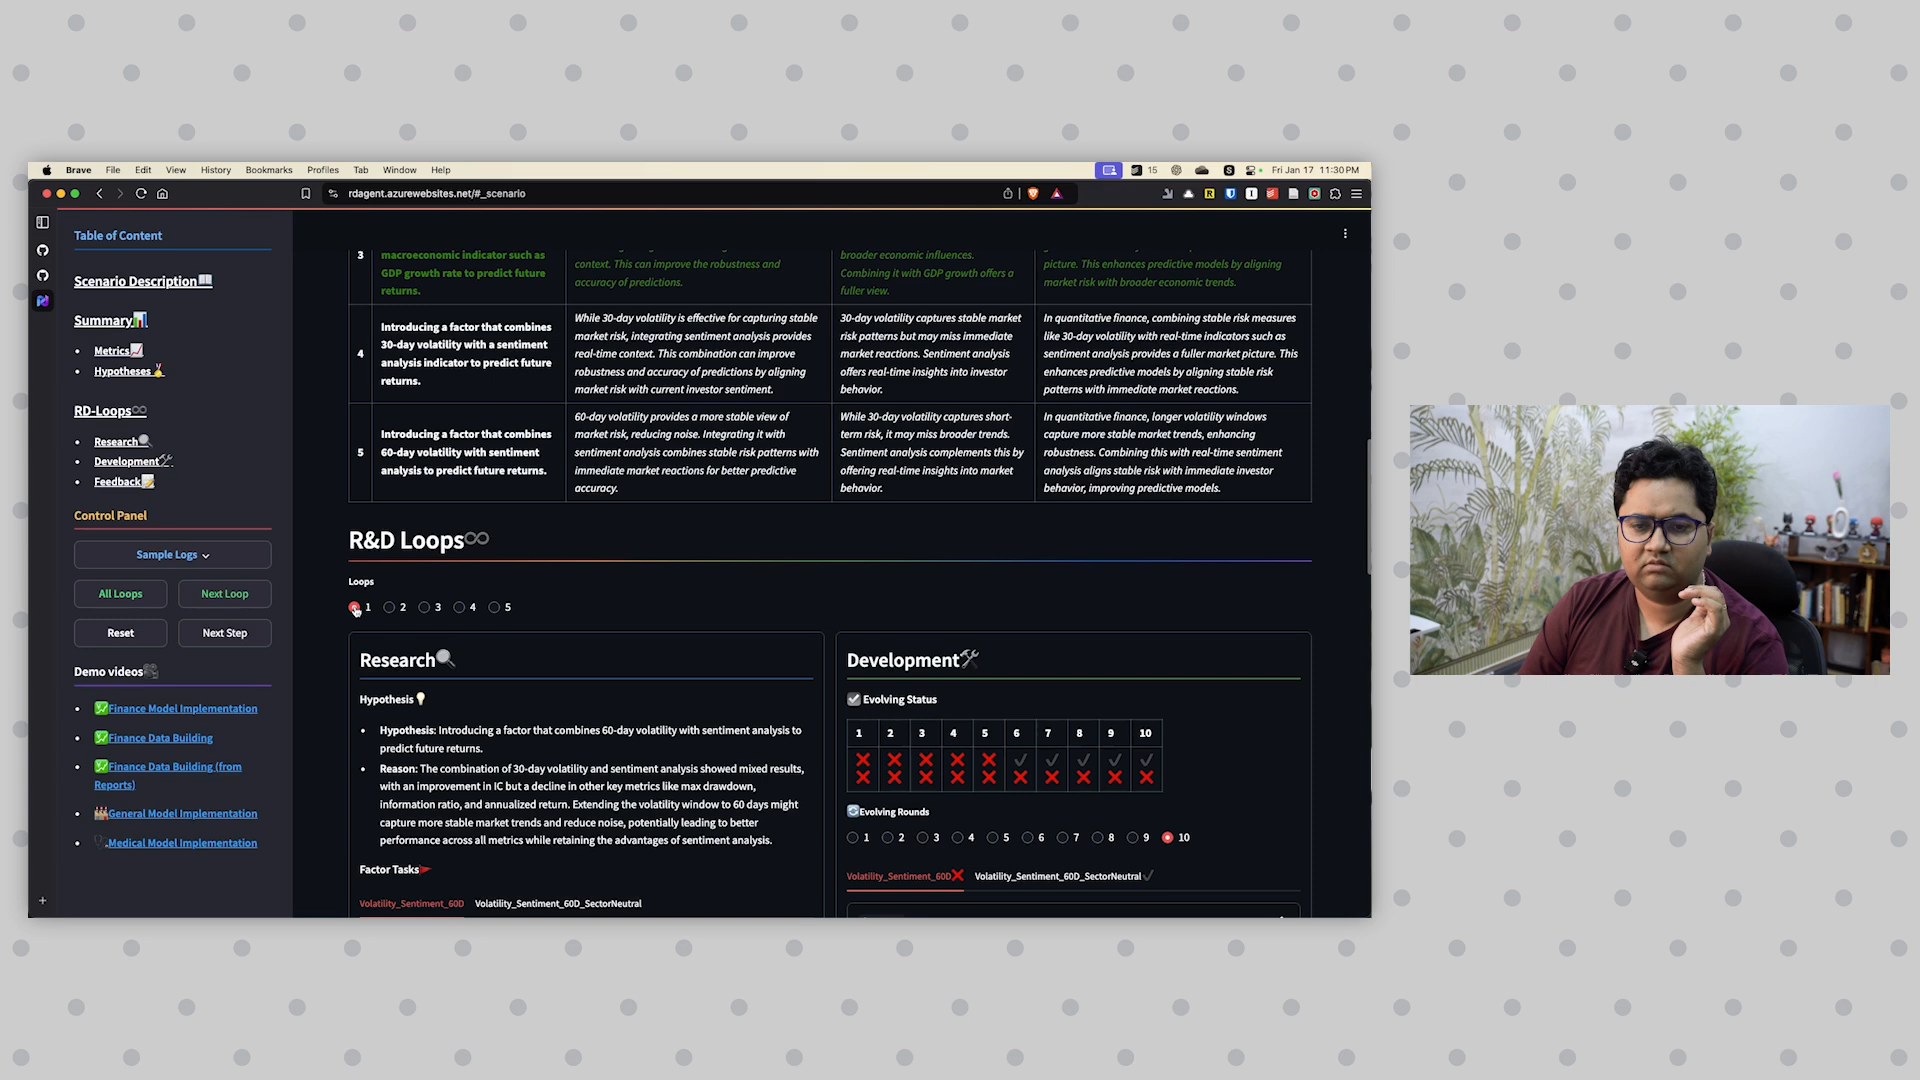 Brave File Edit View History Bookmarks Profiles Tab Window Help
15 Fri Jan 17 11:30 PM
rdagent.azurewebsites.net/#_scenario
Table of Content
Scenario Description
Summary
Metrics
Hypotheses
RD-Loops
Research
Development
Feedback
Control Panel
Sample Logs
All Loops
Next Loop
Reset
Next Step
Demo videos
Finance Model Implementation
Finance Data Building
Finance Data Building (from
Reports)
General Model Implementation
Medical Model Implementation
3
macroeconomic indicator such as
GDP growth rate to predict future
returns.
context. This can improve the robustness and
accuracy of predictions.
broader economic influences.
Combining it with GDP growth offers a
fuller view.
picture. This enhances predictive models by aligning
market risk with broader economic trends.
4
Introducing a factor that combines
30-day volatility with a sentiment
analysis indicator to predict future
returns.
While 30-day volatility is effective for capturing stable
market risk, integrating sentiment analysis provides
real-time context. This combination can improve
robustness and accuracy of predictions by aligning
market risk with current investor sentiment.
30-day volatility captures stable market
risk patterns but may miss immediate
market reactions. Sentiment analysis
offers real-time insights into investor
behavior.
In quantitative finance, combining stable risk measures
like 30-day volatility with real-time indicators such as
sentiment analysis provides a fuller market picture. This
enhances predictive models by aligning stable risk
patterns with immediate market reactions.
5
Introducing a factor that combines
60-day volatility with sentiment
analysis to predict future returns.
60-day volatility provides a more stable view of
market risk, reducing noise. Integrating it with
sentiment analysis combines stable risk patterns with
immediate market reactions for better predictive
accuracy.
While 30-day volatility captures short-
term risk, it may miss broader trends.
Sentiment analysis complements this by
offering real-time insights into market
behavior.
In quantitative finance, longer volatility windows
capture more stable market trends, enhancing
robustness. Combining this with real-time sentiment
analysis aligns stable risk with immediate investor
behavior, improving predictive models.
R&D Loops
Loops
1 2 3 4 5
Research
Hypothesis
Hypothesis: Introducing a factor that combines 60-day volatility with sentiment analysis to
predict future returns.
Reason: The combination of 30-day volatility and sentiment analysis showed mixed results,
with an improvement in IC but a decline in other key metrics like max drawdown,
information ratio, and annualized return. Extending the volatility window to 60 days might
capture more stable market trends and reduce noise, potentially leading to better
performance across all metrics while retaining the advantages of sentiment analysis.
Factor Tasks
Volatility_Sentiment_60D Volatility_Sentiment_60D_SectorNeutral
Development
Evolving Status
1 2 3 4 5 6 7 8 9 10
Evolving Rounds
1 2 3 4 5 6 7 8 9 10
Volatility_Sentiment_60D Volatility_Sentiment_60D_SectorNeutral